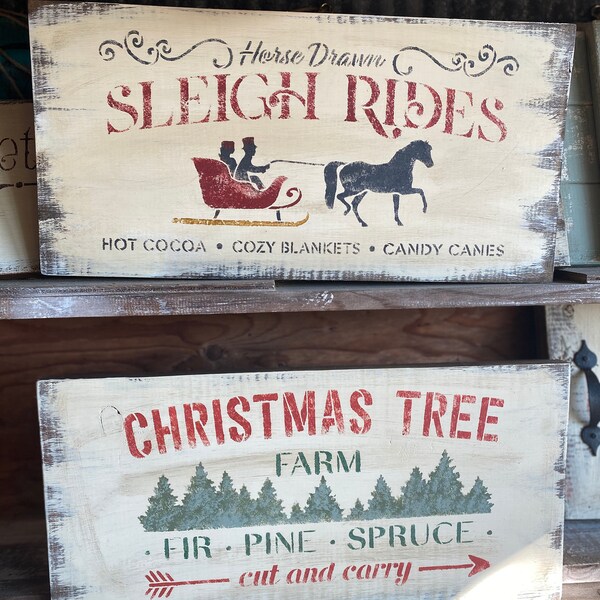 Horse Drawn
SLEIGH RIDES
HOT COCOA • COZY BLANKETS • CANDY CANES
CHRISTMAS TREE
FARM
· FIR · PINE · SPRUCE ·
cut and carry